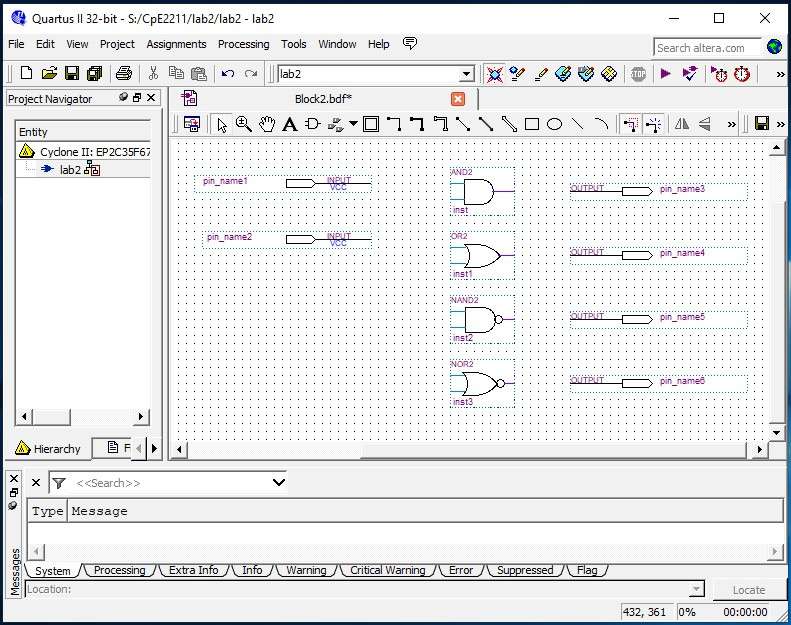 Quartus II 32-bit - S:/CpE2211/lab2/lab2 - lab2
File Edit View Project Assignments Processing Tools Window Help
Search altera.com
lab2
STOP
»
Project Navigator
Block2.bdf*
Entity
Cyclone II: EP2C35F67
lab2
A
»
»
pin_name1
INPUT
VCC
pin_name2
INPUT
VCC
AND2
inst
OR2
inst1
NAND2
inst2
NOR2
inst3
OUTPUT
pin_name3
OUTPUT
pin_name4
OUTPUT
pin_name5
OUTPUT
pin_name6
Hierarchy
F
Messages
<<Search>>
Type Message
System Processing Extra Info Info Warning Critical Warning Error Suppressed Flag
Location:
Locate
432, 361 0% 00:00:00